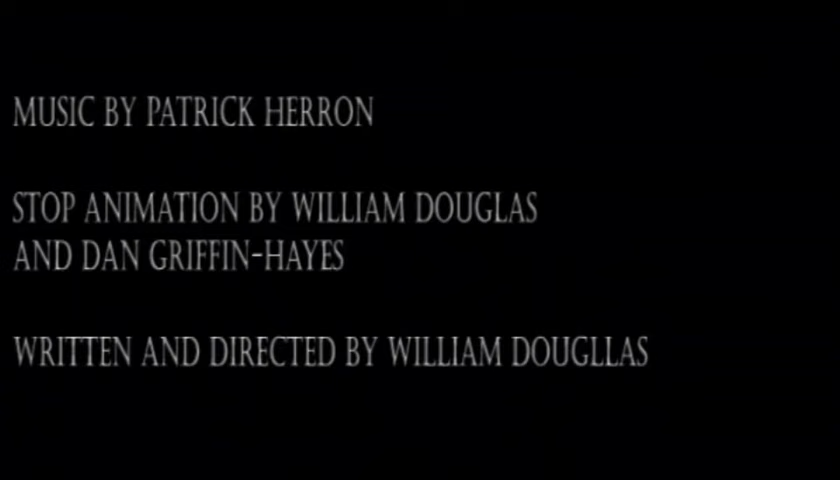 MUSIC BY PATRICK HERRON
STOP ANIMATION BY WILLIAM DOUGLAS
AND DAN GRIFFIN-HAYES
WRITTEN AND DIRECTED BY WILLIAM DOUGLLAS